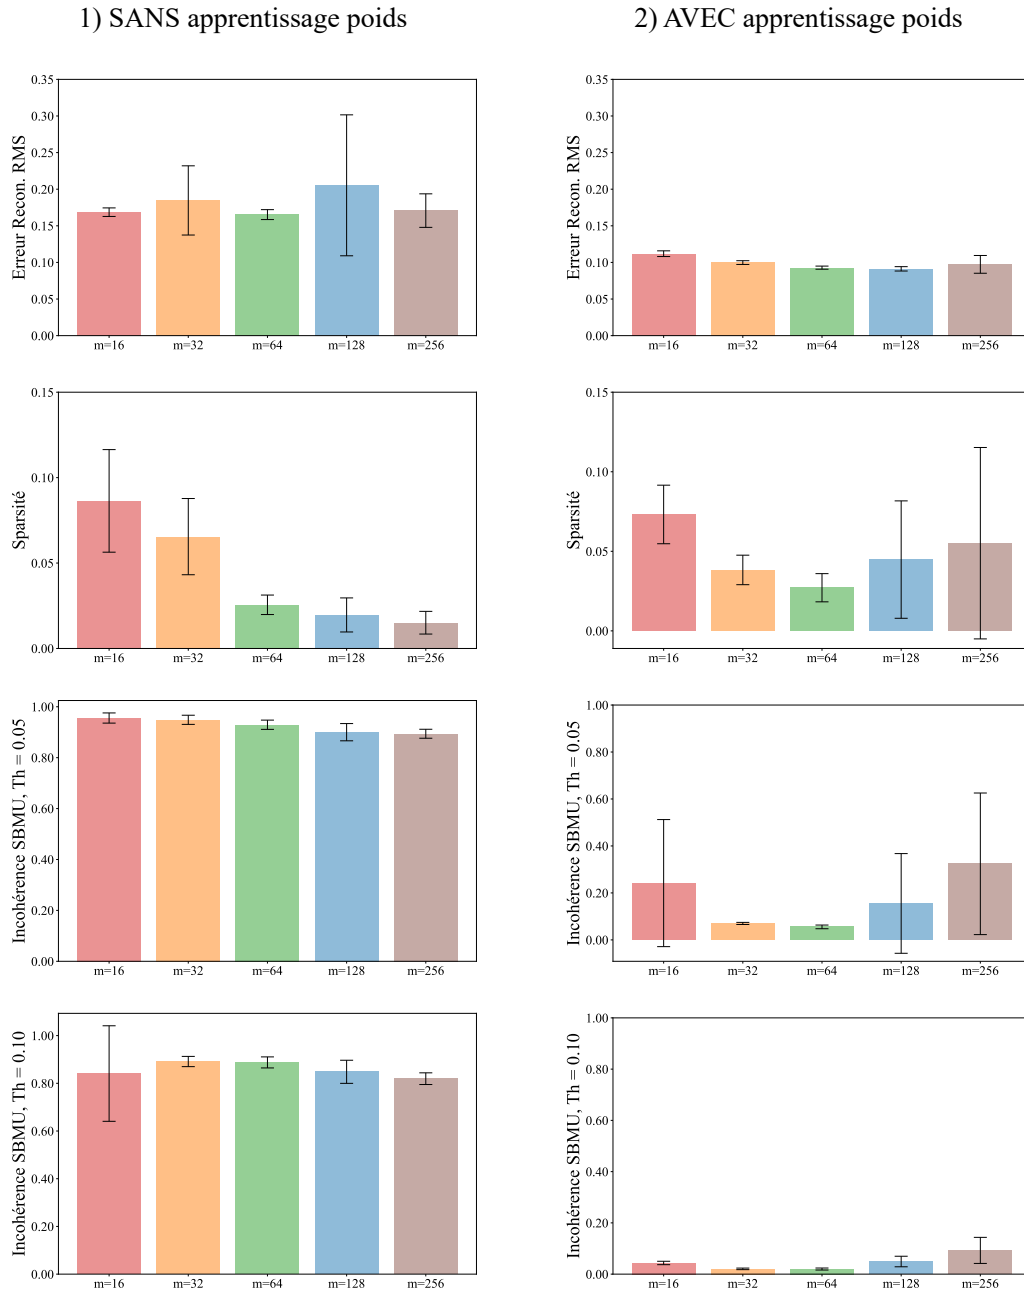 1) SANS apprentissage poids
2) AVEC apprentissage poids
Erreur Recon. RMS
0.35
0.30
0.25
0.20
0.15
0.10
0.05
0.00
m=16 m=32 m=64 m=128 m=256
Erreur Recon. RMS
0.35
0.30
0.25
0.20
0.15
0.10
0.05
0.00
m=16 m=32 m=64 m=128 m=256
Sparsité
0.15
0.10
0.05
0.00
m=16 m=32 m=64 m=128 m=256
Sparsité
0.15
0.10
0.05
0.00
m=16 m=32 m=64 m=128 m=256
Incohérence SBMU, Th = 0.05
1.00
0.80
0.60
0.40
0.20
0.00
m=16 m=32 m=64 m=128 m=256
Incohérence SBMU, Th = 0.05
1.00
0.80
0.60
0.40
0.20
0.00
m=16 m=32 m=64 m=128 m=256
Incohérence SBMU, Th = 0.10
1.00
0.80
0.60
0.40
0.20
0.00
m=16 m=32 m=64 m=128 m=256
Incohérence SBMU, Th = 0.10
1.00
0.80
0.60
0.40
0.20
0.00
m=16 m=32 m=64 m=128 m=256